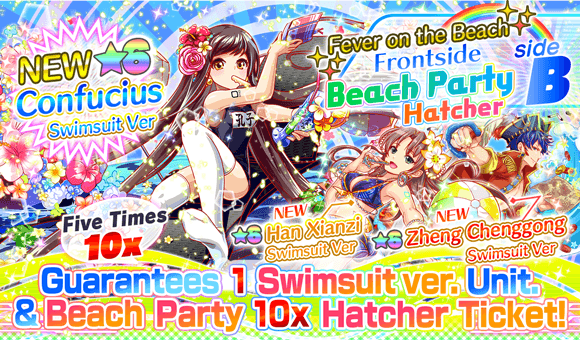 NEW ★6
Confucius
Swimsuit Ver
孔子
Fever on the Beach
Frontside
Beach Party
Hatcher
side
B
Five Times
10x
NEW
★6 Han Xianzi
Swimsuit Ver
NEW
★6 Zheng Chenggong
Swimsuit Ver
Guarantees 1 Swimsuit ver. Unit.
& Beach Party 10x Hatcher Ticket!